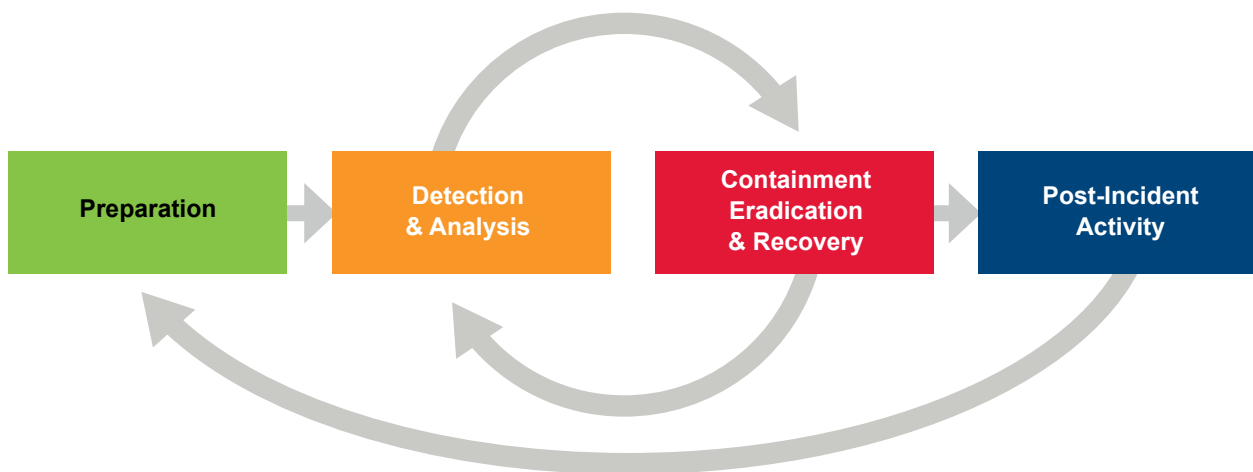 Preparation
Detection
& Analysis
Containment
Eradication
& Recovery
Post-Incident
Activity